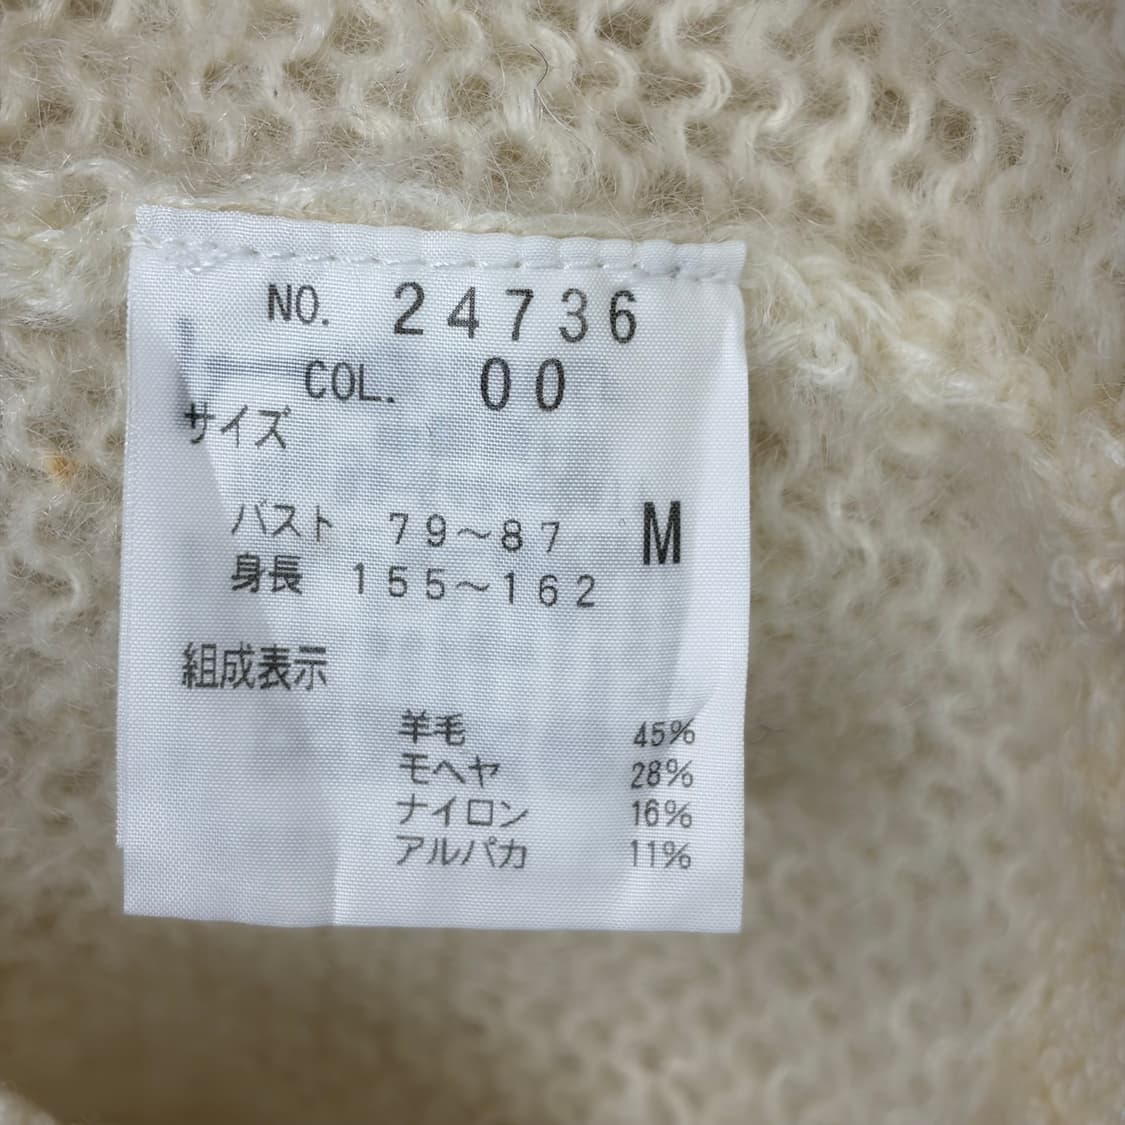 NO. 24736
COL. 00
サイズ
バスト 79～87 M
身長 155～162
組成表示
羊毛 45%
モヘヤ 28%
ナイロン 16%
アルパカ 11%